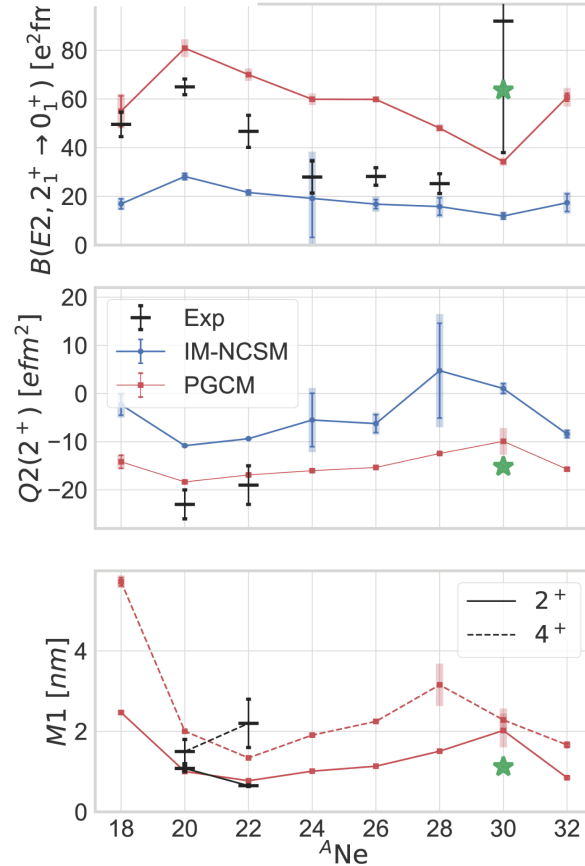 B(E2, 2₁⁺ → 0₁⁺) [e²fm
80
60
40
20
0
Q2(2⁺) [efm²]
20
10
0
−10
−20
Exp
IM-NCSM
PGCM
M1 [nm]
4
2
0
2⁺
4⁺
18 20 22 24 26 28 30 32
ᴬNe